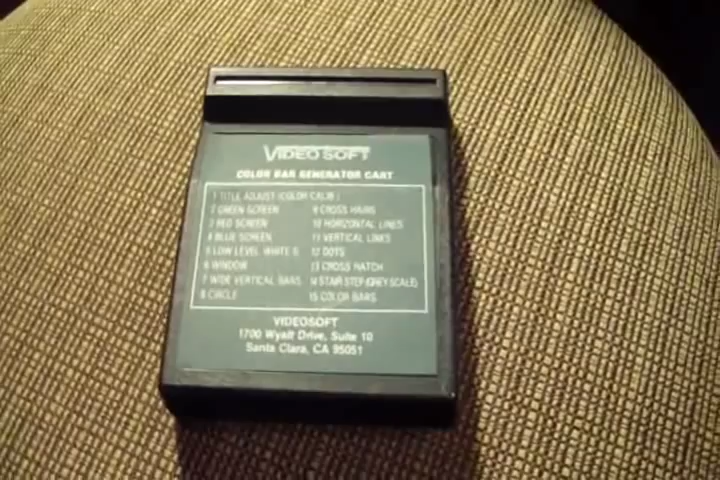 VIDEOSOFT
COLOR BAR GENERATOR CART
1 TITLE ADJUST (COLOR CALIB.)
2 GREEN SCREEN
3 RED SCREEN
4 BLUE SCREEN
5 LOW LEVEL WHITE
6 WINDOW
7 WIDE VERTICAL BARS
8 CIRCLE
9 CROSS HAIRS
10 HORIZONTAL LINES
11 VERTICAL LINES
12 DOTS
13 CROSS HATCH
14 STAIR STEP (GREY SCALE)
15 COLOR BARS
VIDEOSOFT
1700 Wyatt Drive, Suite 10
Santa Clara, CA 95051